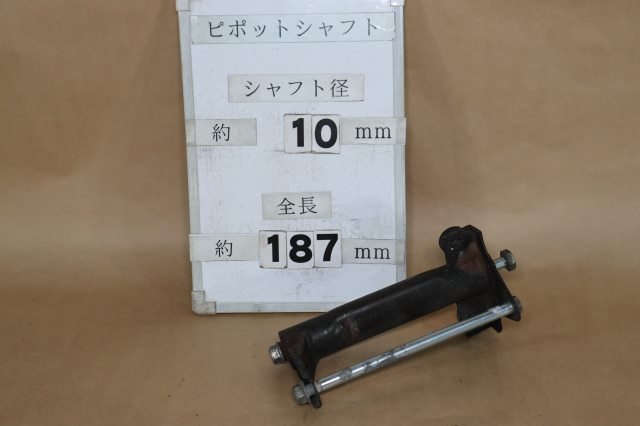 ピボットシャフト
シャフト径
約 10 mm
全長
約 187 mm